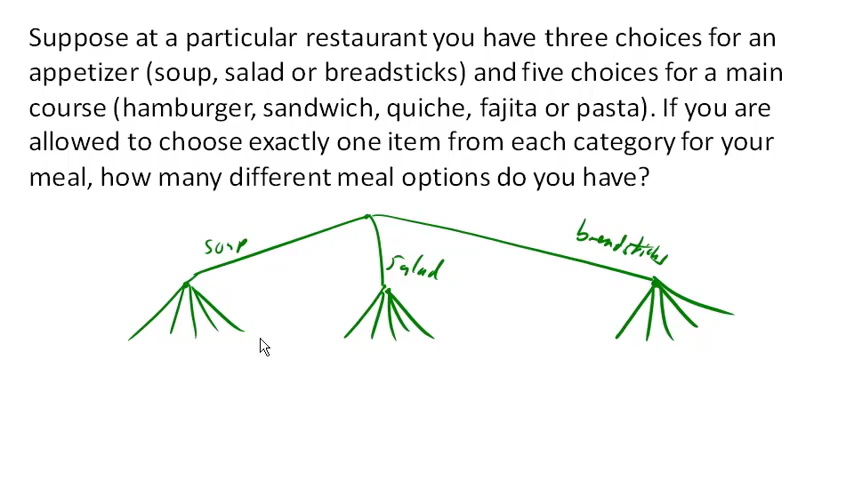 Suppose at a particular restaurant you have three choices for an
appetizer (soup, salad or breadsticks) and five choices for a main
course (hamburger, sandwich, quiche, fajita or pasta). If you are
allowed to choose exactly one item from each category for your
meal, how many different meal options do you have?
soup
salad
breadsticks